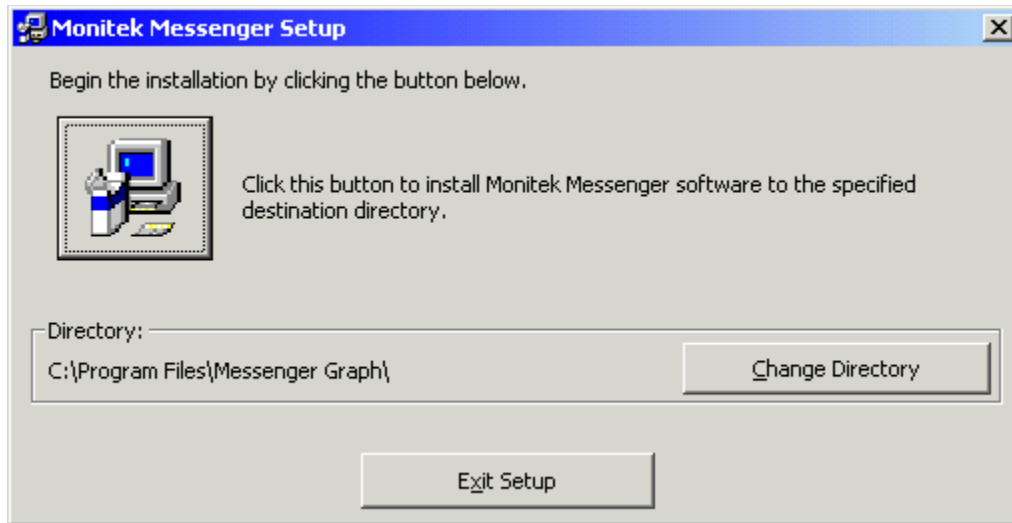 Monitek Messenger Setup
Begin the installation by clicking the button below.
Click this button to install Monitek Messenger software to the specified
destination directory.
Directory:
C:\Program Files\Messenger Graph\
Change Directory
Exit Setup